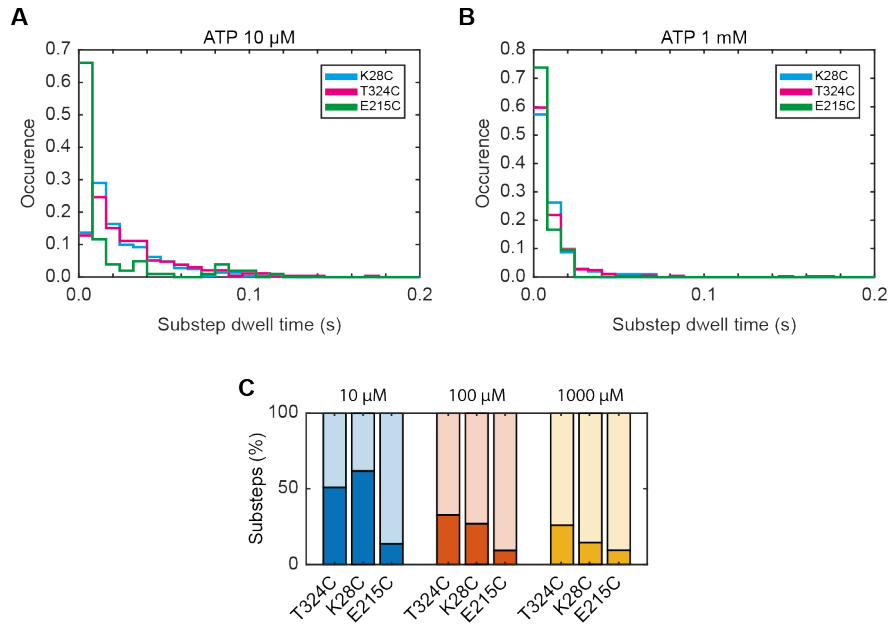 A
ATP 10 µM
0.7
0.6
0.5
0.4
0.3
0.2
0.1
0.0
Occurence
K28C
T324C
E215C
0.0
0.1
0.2
Substep dwell time (s)
B
ATP 1 mM
0.8
0.7
0.6
0.5
0.4
0.3
0.2
0.1
0.0
Occurence
K28C
T324C
E215C
0.0
0.1
0.2
Substep dwell time (s)
C
10 µM
100 µM
1000 µM
100
50
0
Substeps (%)
T324C
K28C
E215C
T324C
K28C
E215C
T324C
K28C
E215C